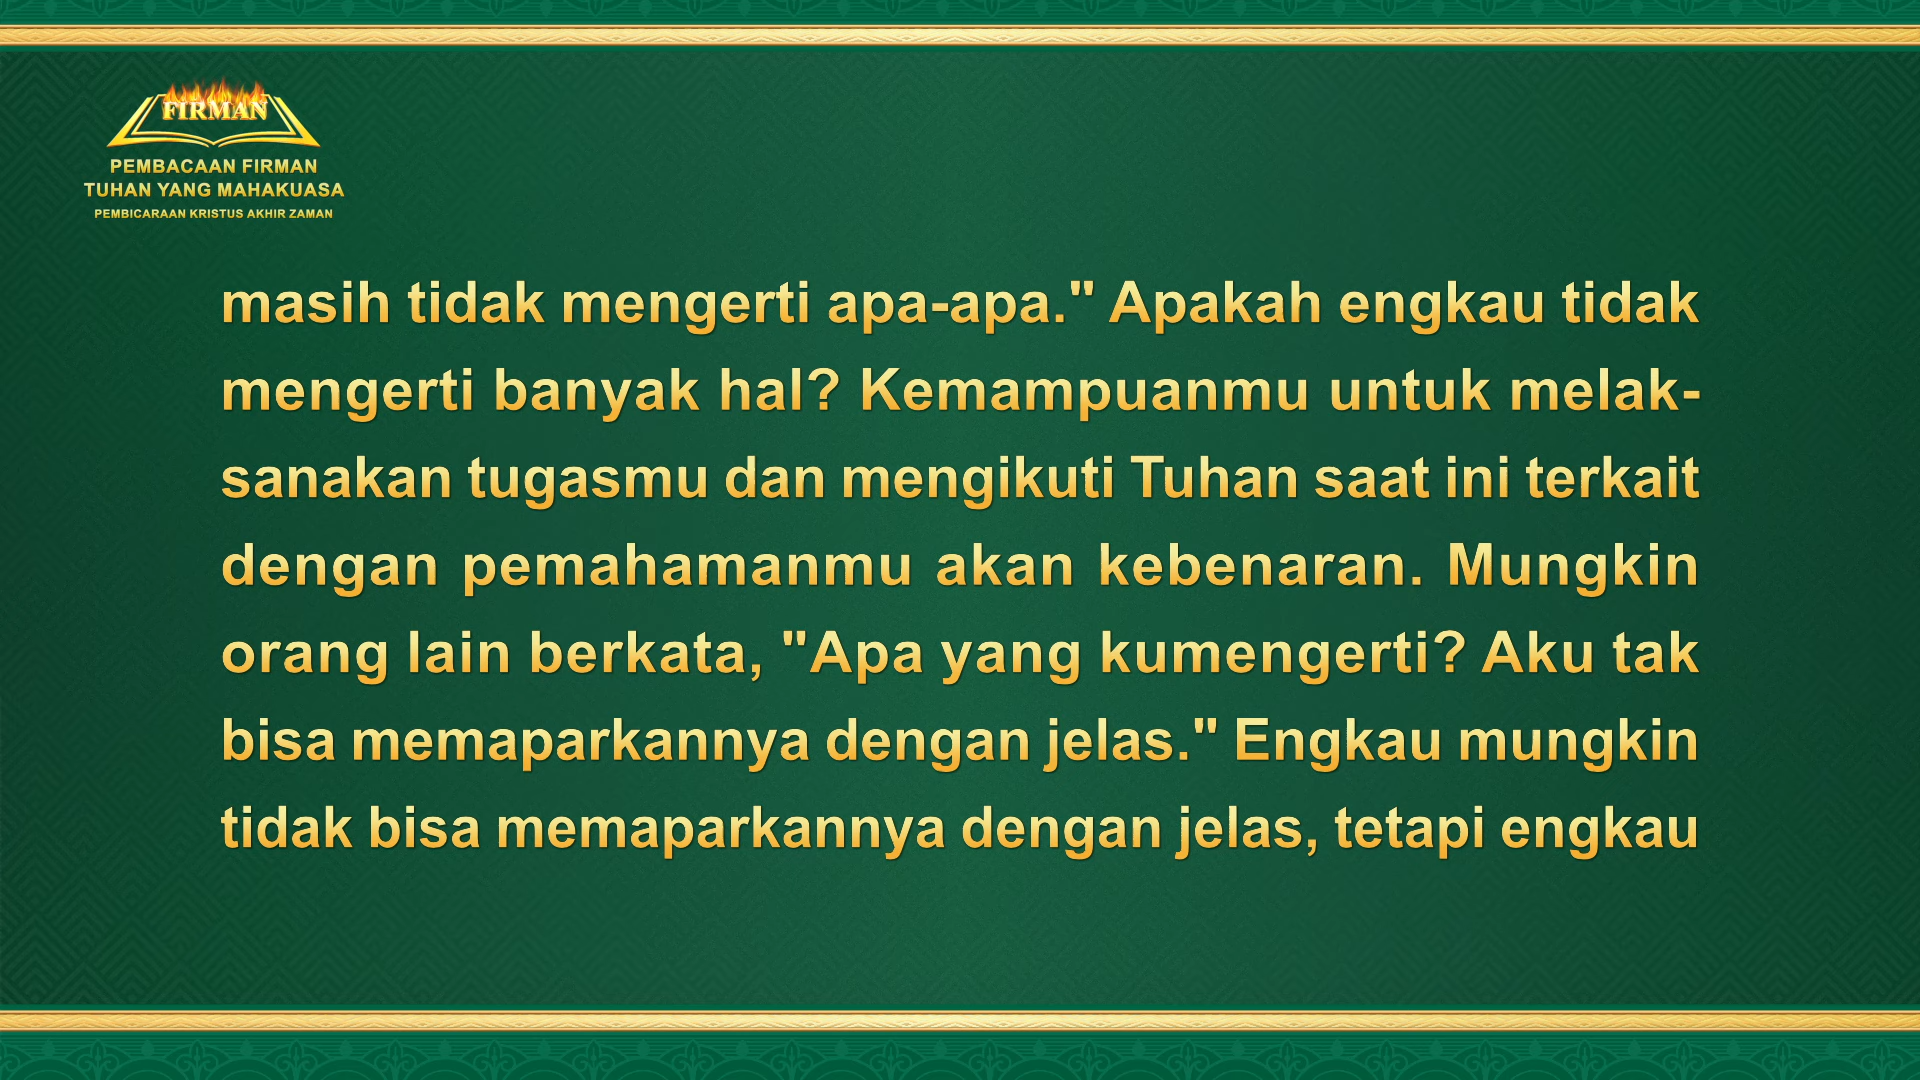 FIRMAN
PEMBACAAN FIRMAN
TUHAN YANG MAHAKUASA
PEMBICARAAN KRISTUS AKHIR ZAMAN
masih tidak mengerti apa-apa." Apakah engkau tidak
mengerti banyak hal? Kemampuanmu untuk melak-
sanakan tugasmu dan mengikuti Tuhan saat ini terkait
dengan pemahamanmu akan kebenaran. Mungkin
orang lain berkata, "Apa yang kumengerti? Aku tak
bisa memaparkannya dengan jelas." Engkau mungkin
tidak bisa memaparkannya dengan jelas, tetapi engkau